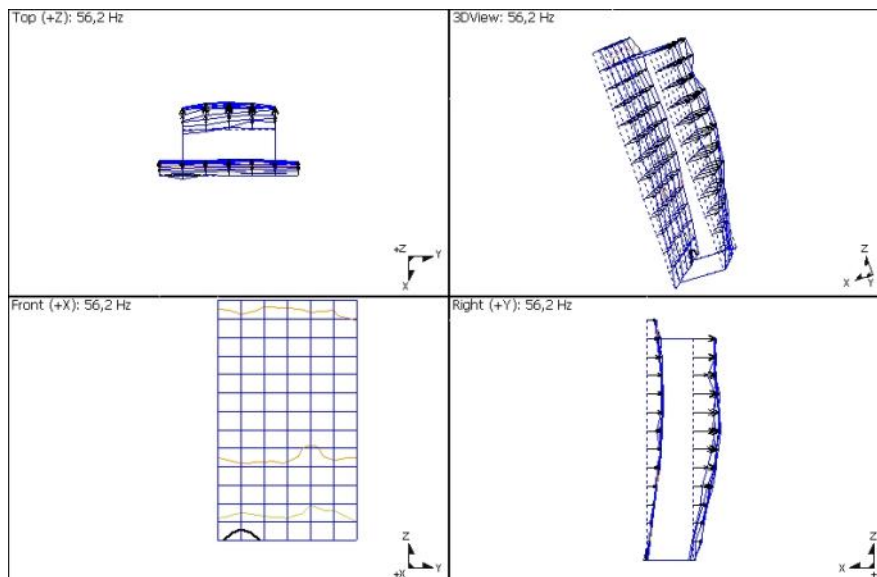 Top (+Z): 56,2 Hz
+Z
Y
X
3DView: 56,2 Hz
Z
X
Y
Front (+X): 56,2 Hz
Z
+X
Y
Right (+Y): 56,2 Hz
Z
X